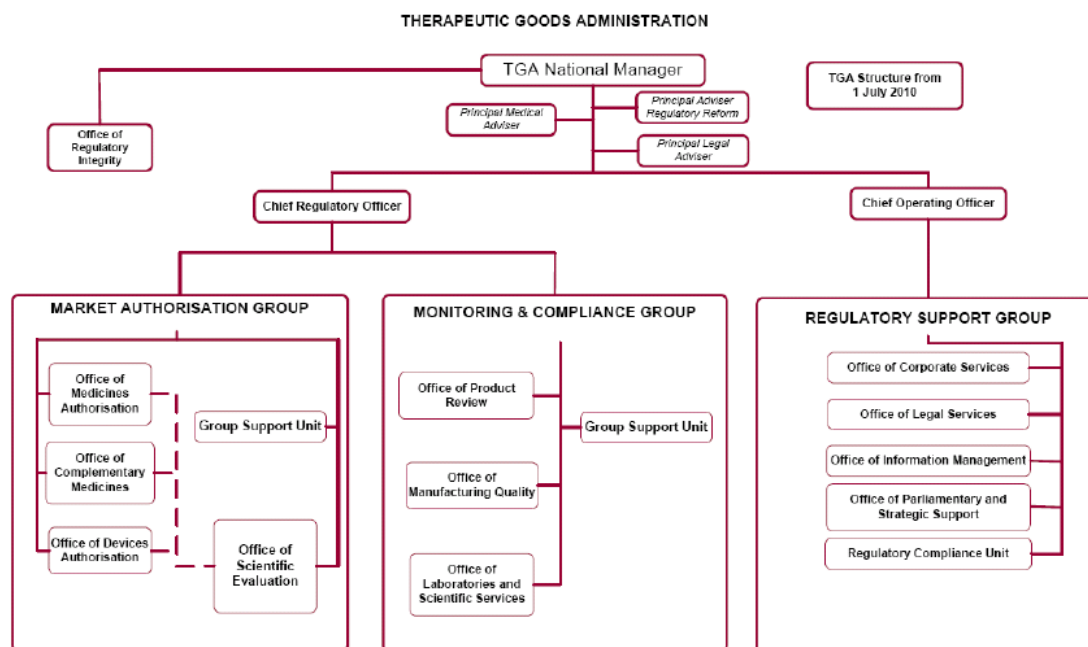 THERAPEUTIC GOODS ADMINISTRATION
TGA National Manager
TGA Structure from
1 July 2010
Principal Medical
Adviser
Principal Adviser
Regulatory Reform
Office of
Regulatory
Integrity
Principal Legal
Adviser
Chief Regulatory Officer
Chief Operating Officer
MARKET AUTHORISATION GROUP
Office of
Medicines
Authorisation
Group Support Unit
Office of
Complementary
Medicines
Office of Devices
Authorisation
Office of
Scientific
Evaluation
MONITORING & COMPLIANCE GROUP
Office of Product
Review
Group Support Unit
Office of
Manufacturing Quality
Office of
Laboratories and
Scientific Services
REGULATORY SUPPORT GROUP
Office of Corporate Services
Office of Legal Services
Office of Information Management
Office of Parliamentary and
Strategic Support
Regulatory Compliance Unit